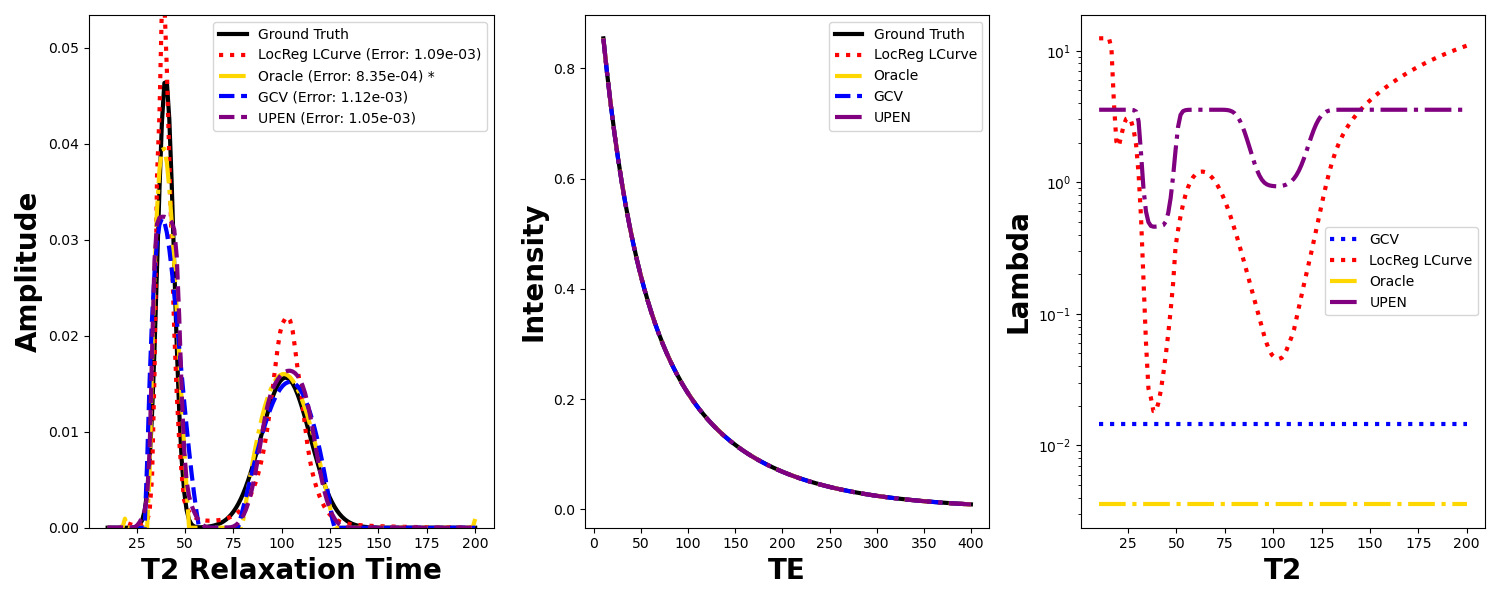 0.05
0.04
0.03
0.02
0.01
0.00
Amplitude
Ground Truth
LocReg LCurve (Error: 1.09e-03)
Oracle (Error: 8.35e-04) *
GCV (Error: 1.12e-03)
UPEN (Error: 1.05e-03)
25 50 75 100 125 150 175 200
T2 Relaxation Time
0.8
0.6
0.4
0.2
0.0
Intensity
Ground Truth
LocReg LCurve
Oracle
GCV
UPEN
0 50 100 150 200 250 300 350 400
TE
10¹
10⁰
10⁻¹
10⁻²
Lambda
GCV
LocReg LCurve
Oracle
UPEN
25 50 75 100 125 150 175 200
T2